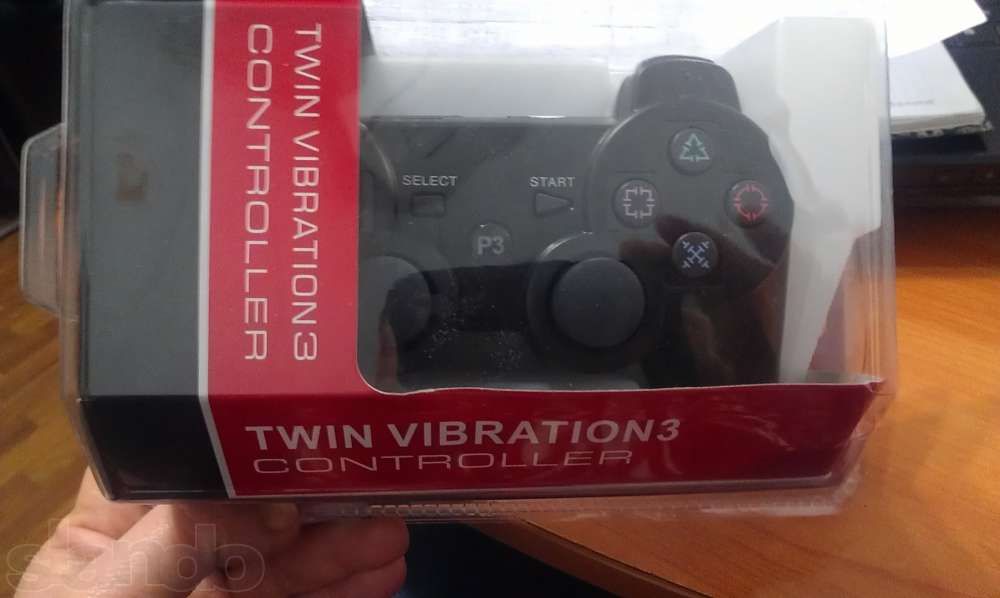 TWIN VIBRATION3
CONTROLLER
SELECT
START
P3
TWIN VIBRATION3
CONTROLLER